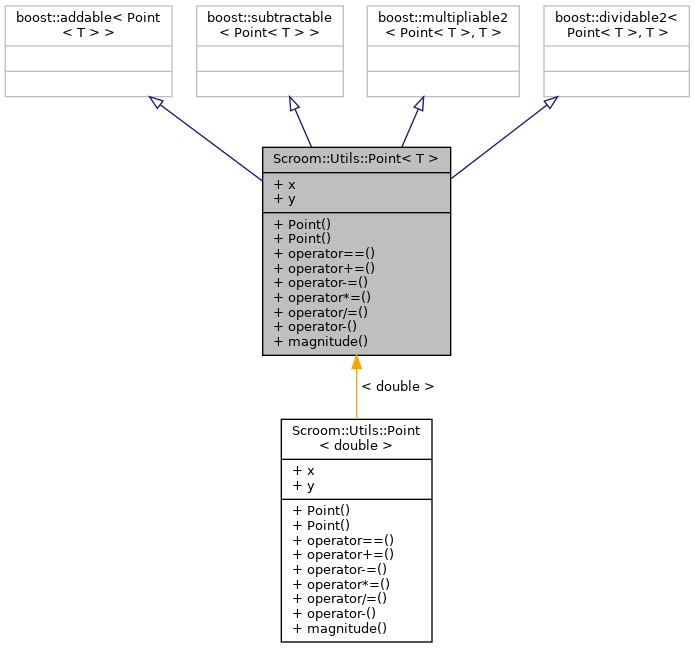 boost::addable< Point
< T > >
boost::subtractable
< Point< T > >
boost::multipliable2
< Point< T >, T >
boost::dividable2<
Point< T >, T >
Scroom::Utils::Point< T >
+ x
+ y
+ Point()
+ Point()
+ operator==()
+ operator+=()
+ operator-=()
+ operator*=()
+ operator/=()
+ operator-()
+ magnitude()
< double >
Scroom::Utils::Point
< double >
+ x
+ y
+ Point()
+ Point()
+ operator==()
+ operator+=()
+ operator-=()
+ operator*=()
+ operator/=()
+ operator-()
+ magnitude()